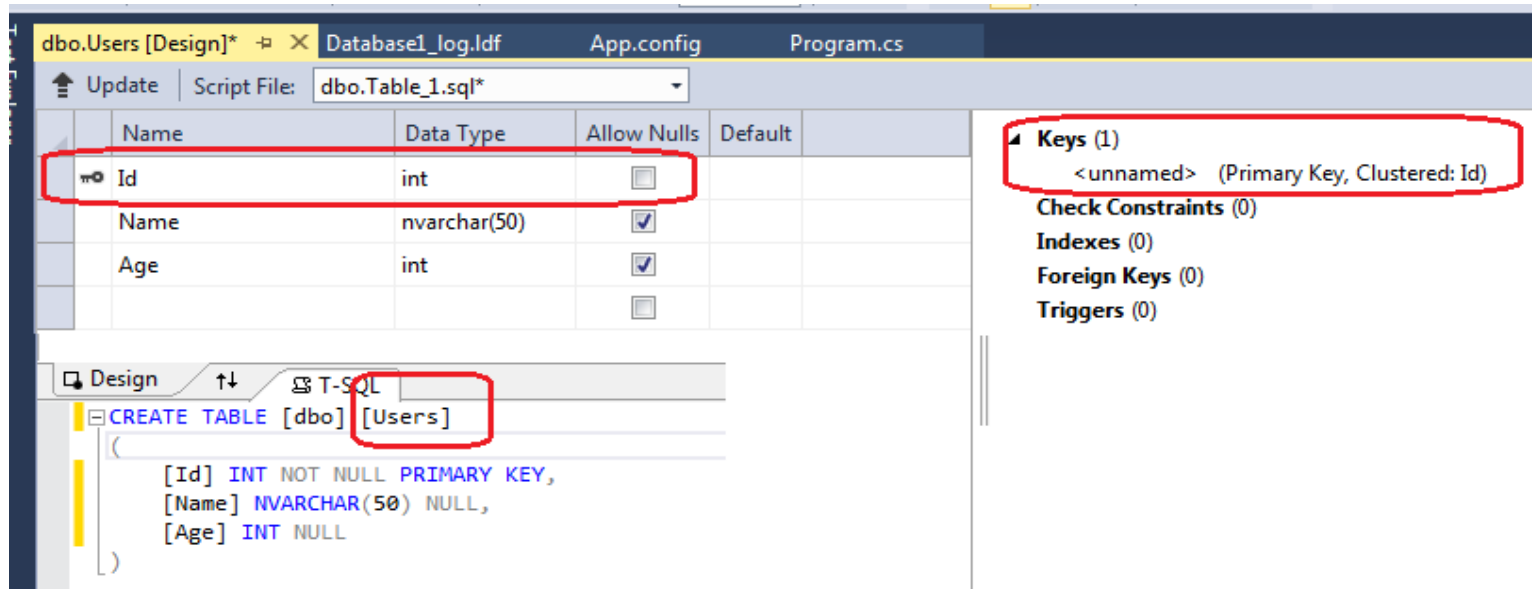 dbo.Users [Design]* Database1_log.ldf App.config Program.cs
Update Script File: dbo.Table_1.sql*
Name Data Type Allow Nulls Default
Id int
Name nvarchar(50)
Age int
Keys (1)
<unnamed> (Primary Key, Clustered: Id)
Check Constraints (0)
Indexes (0)
Foreign Keys (0)
Triggers (0)
Design T-SQL
CREATE TABLE [dbo] [Users]
(
[Id] INT NOT NULL PRIMARY KEY,
[Name] NVARCHAR(50) NULL,
[Age] INT NULL
)